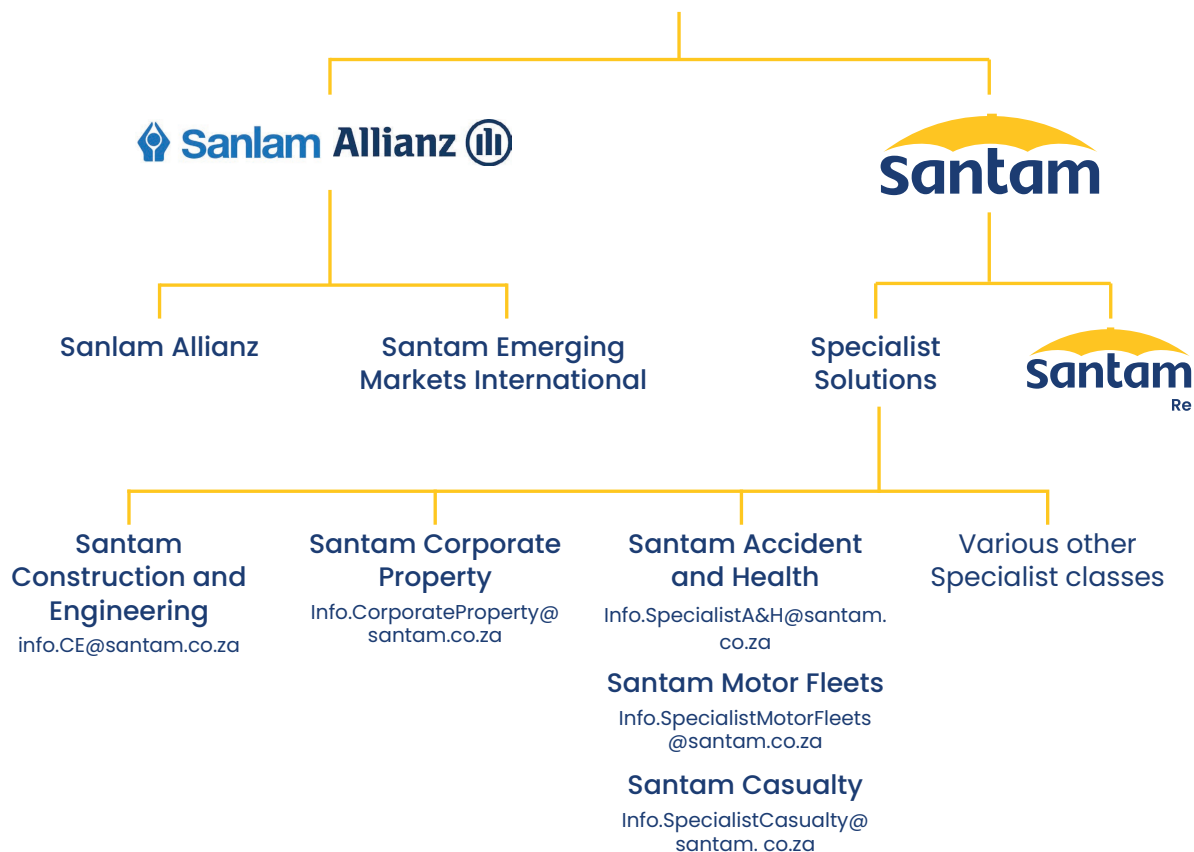 Sanlam Allianz
santam
Sanlam Allianz
Santam Emerging
Markets International
Specialist
Solutions
santam
Re
Santam
Construction and
Engineering
info.CE@santam.co.za
Santam Corporate
Property
Info.CorporateProperty@
santam.co.za
Santam Accident
and Health
Info.SpecialistA&H@santam.
co.za
Santam Motor Fleets
Info.SpecialistMotorFleets
@santam.co.za
Santam Casualty
Info.SpecialistCasualty@
santam. co.za
Various other
Specialist classes